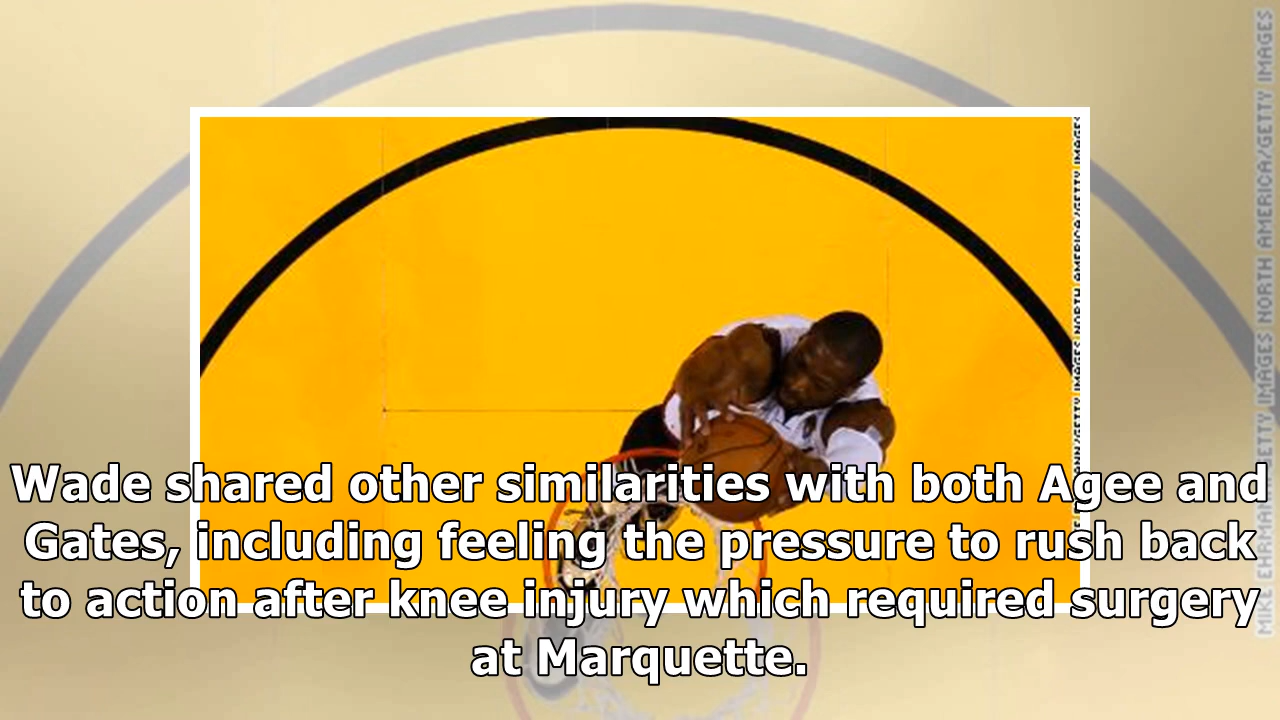 Wade shared other similarities with both Agee and
Gates, including feeling the pressure to rush back
to action after knee injury which required surgery
at Marquette.
MIKE EHRMANN/GETTY IMAGES NORTH AMERICA/GETTY IMAGES